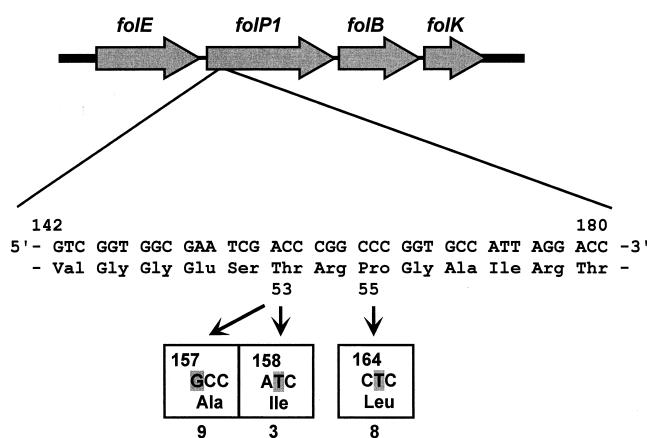 folE folP1 folB folK
142 180
5'- GTC GGT GGC GAA TCG ACC CGG CCC GGT GCC ATT AGG ACC -3'
- Val Gly Gly Glu Ser Thr Arg Pro Gly Ala Ile Arg Thr -
53 55
157 158 164
GCC ATC CTC
Ala Ile Leu
9 3 8